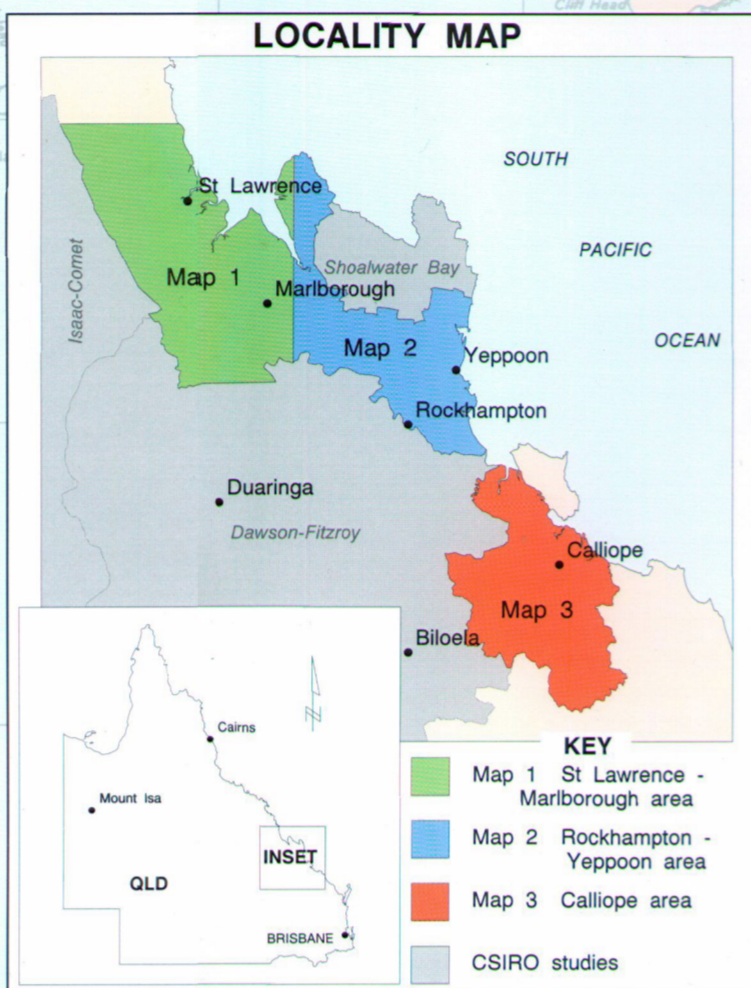 Cliff Head
LOCALITY MAP
SOUTH
St Lawrence
PACIFIC
Shoalwater Bay
Map 1
Marlborough
Isaac-Comet
OCEAN
Map 2
Yeppoon
Rockhampton
Duaringa
Dawson-Fitzroy
Calliope
Map 3
Biloela
N
Cairns
Mount Isa
INSET
QLD
BRISBANE
KEY
Map 1 St Lawrence -
Marlborough area
Map 2 Rockhampton -
Yeppoon area
Map 3 Calliope area
CSIRO studies